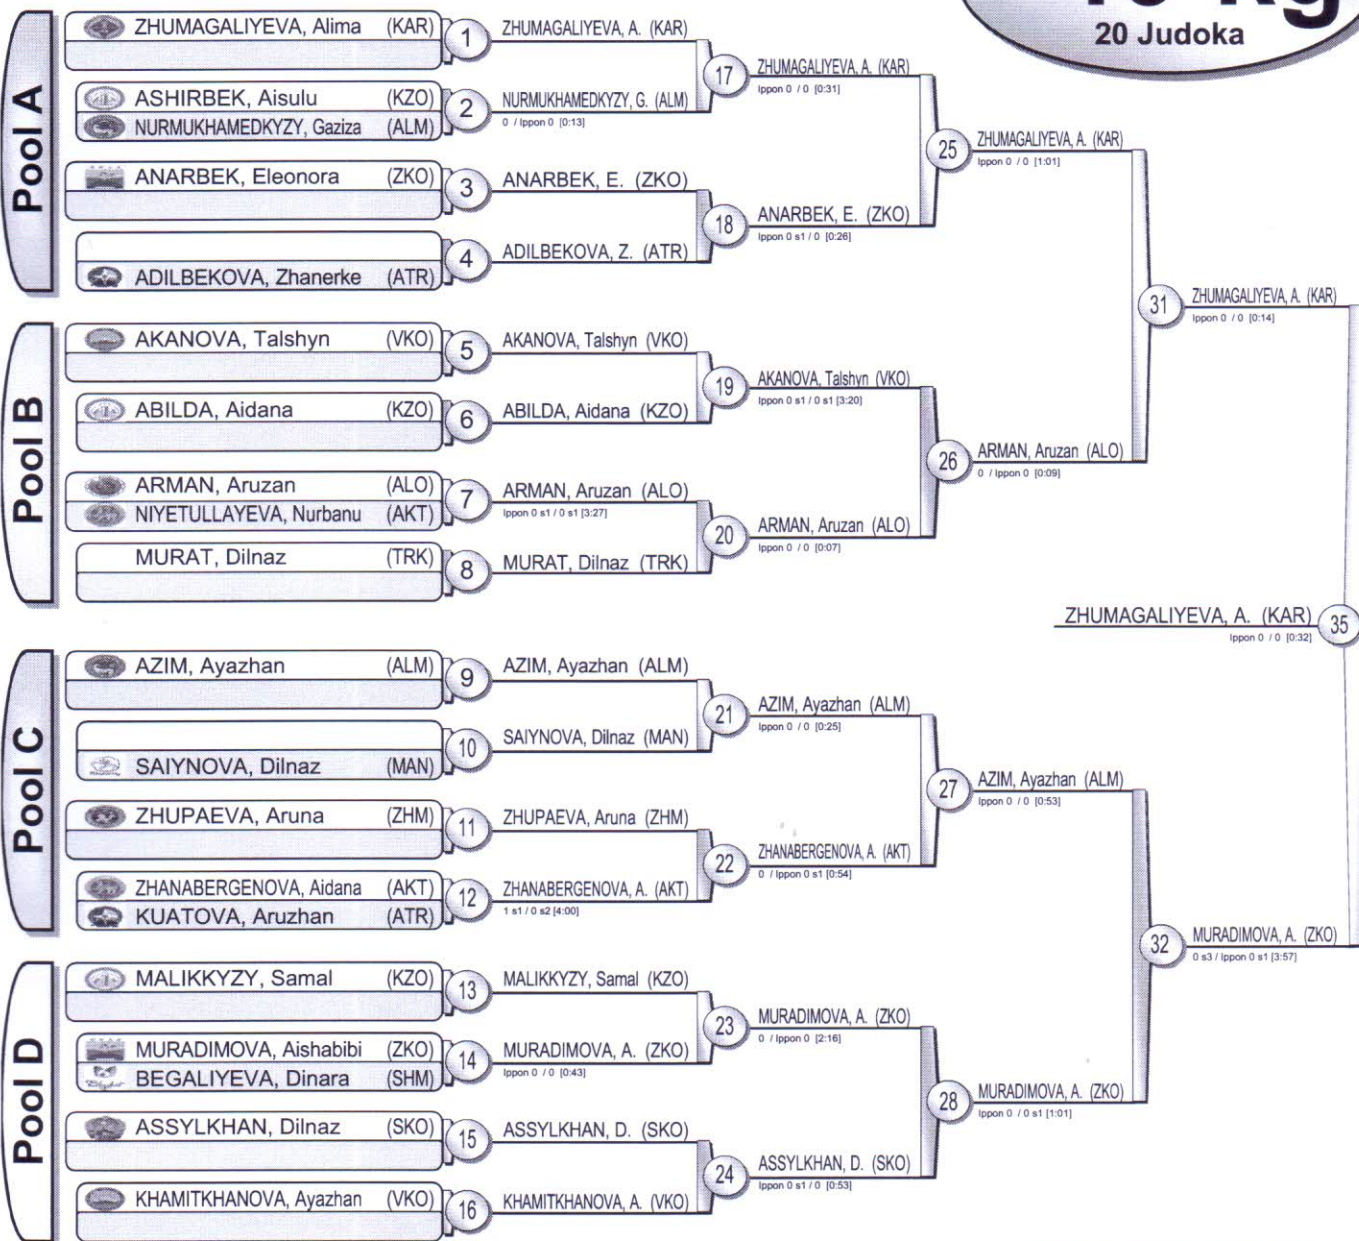 20 Judoka
Pool A
ZHUMAGALIYEVA, Alima (KAR)
1
ASHIRBEK, Aisulu (KZO)
NURMUKHAMEDKYZY, Gaziza (ALM)
2
ANARBEK, Eleonora (ZKO)
3
ADILBEKOVA, Zhanerke (ATR)
4
Pool B
AKANOVA, Talshyn (VKO)
5
ABILDA, Aidana (KZO)
6
ARMAN, Aruzan (ALO)
NIYETULLAYEVA, Nurbanu (AKT)
7
MURAT, Dilnaz (TRK)
8
Pool C
AZIM, Ayazhan (ALM)
9
SAIYNOVA, Dilnaz (MAN)
10
ZHUPAEVA, Aruna (ZHM)
11
ZHANABERGENOVA, Aidana (AKT)
KUATOVA, Aruzhan (ATR)
12
Pool D
MALIKKYZY, Samal (KZO)
13
MURADIMOVA, Aishabibi (ZKO)
BEGALIYEVA, Dinara (SHM)
14
ASSYLKHAN, Dilnaz (SKO)
15
KHAMITKHANOVA, Ayazhan (VKO)
16
ZHUMAGALIYEVA, A. (KAR)
NURMUKHAMEDKYZY, G. (ALM)
0 / Ippon 0 [0:13]
17
ANARBEK, E. (ZKO)
ADILBEKOVA, Z. (ATR)
18
AKANOVA, Talshyn (VKO)
ABILDA, Aidana (KZO)
19
ARMAN, Aruzan (ALO)
Ippon 0 s1 / 0 s1 [3:27]
MURAT, Dilnaz (TRK)
20
AZIM, Ayazhan (ALM)
SAIYNOVA, Dilnaz (MAN)
21
ZHUPAEVA, Aruna (ZHM)
ZHANABERGENOVA, A. (AKT)
1 s1 / 0 s2 [4:00]
22
MALIKKYZY, Samal (KZO)
MURADIMOVA, A. (ZKO)
Ippon 0 / 0 [0:43]
23
ASSYLKHAN, D. (SKO)
KHAMITKHANOVA, A. (VKO)
24
ZHUMAGALIYEVA, A. (KAR)
Ippon 0 / 0 [0:31]
ANARBEK, E. (ZKO)
Ippon 0 s1 / 0 [0:26]
25
AKANOVA, Talshyn (VKO)
Ippon 0 s1 / 0 s1 [3:20]
ARMAN, Aruzan (ALO)
Ippon 0 / 0 [0:07]
26
AZIM, Ayazhan (ALM)
Ippon 0 / 0 [0:25]
ZHANABERGENOVA, A. (AKT)
0 / Ippon 0 s1 [0:54]
27
MURADIMOVA, A. (ZKO)
0 / Ippon 0 [2:16]
ASSYLKHAN, D. (SKO)
Ippon 0 s1 / 0 [0:53]
28
ZHUMAGALIYEVA, A. (KAR)
Ippon 0 / 0 [1:01]
ARMAN, Aruzan (ALO)
0 / Ippon 0 [0:09]
31
AZIM, Ayazhan (ALM)
Ippon 0 / 0 [0:53]
MURADIMOVA, A. (ZKO)
Ippon 0 / 0 s1 [1:01]
32
ZHUMAGALIYEVA, A. (KAR)
Ippon 0 / 0 [0:14]
MURADIMOVA, A. (ZKO)
0 s3 / Ippon 0 s1 [3:57]
ZHUMAGALIYEVA, A. (KAR)
Ippon 0 / 0 [0:32]
35